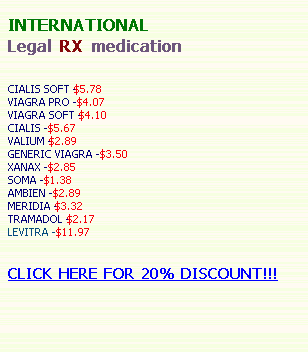 INTERNATIONAL
Legal RX medication
CIALIS SOFT $5.78
VIAGRA PRO -$4.07
VIAGRA SOFT $4.10
CIALIS -$5.67
VALIUM $2.89
GENERIC VIAGRA -$3.50
XANAX -$2.85
SOMA -$1.38
AMBIEN -$2.89
MERIDIA $3.32
TRAMADOL $2.17
LEVITRA -$11.97
CLICK HERE FOR 20% DISCOUNT!!!